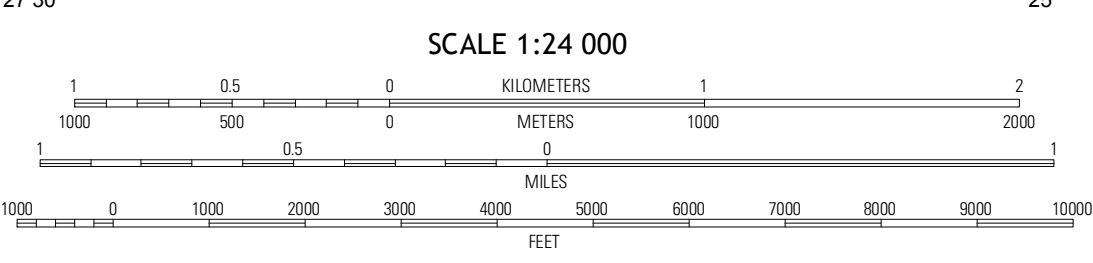 27'30"
25'
SCALE 1:24 000
1 0.5 0 KILOMETERS 1 2
1000 500 0 METERS 1000 2000
1 0.5 0 1
MILES
1000 0 1000 2000 3000 4000 5000 6000 7000 8000 9000 10000
FEET